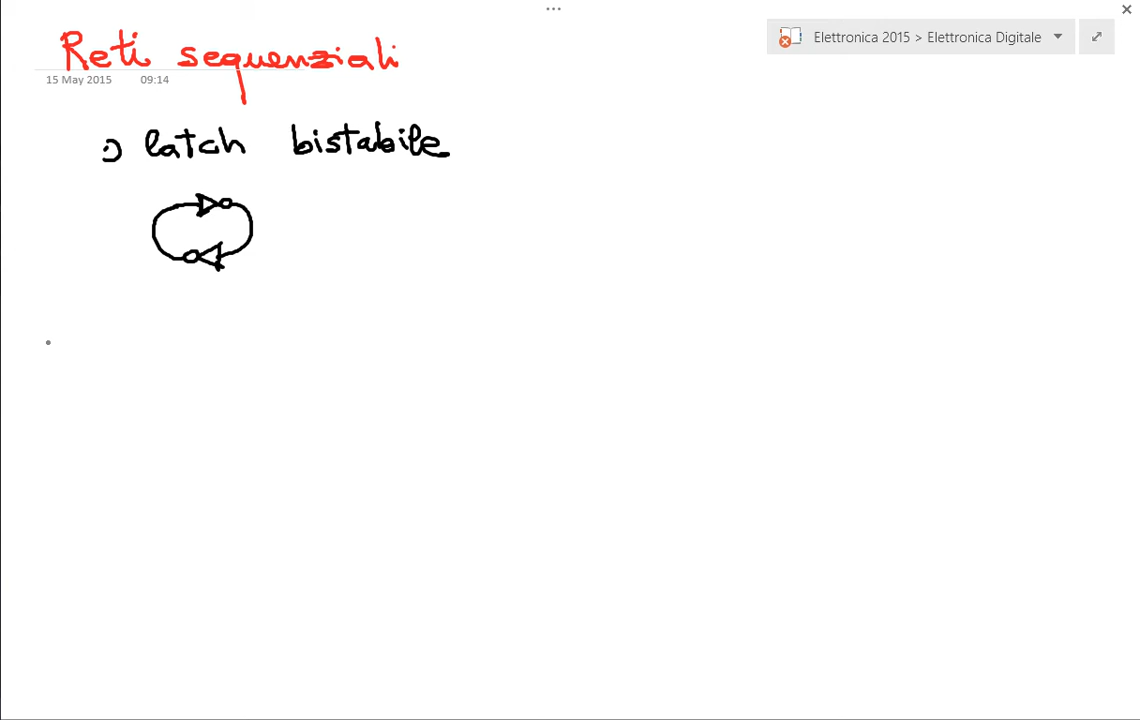 Elettronica 2015 > Elettronica Digitale
Reti sequenziali
15 May 2015 09:14
latch bistabile